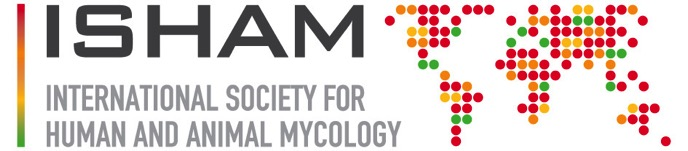 ISHAM
INTERNATIONAL SOCIETY FOR
HUMAN AND ANIMAL MYCOLOGY